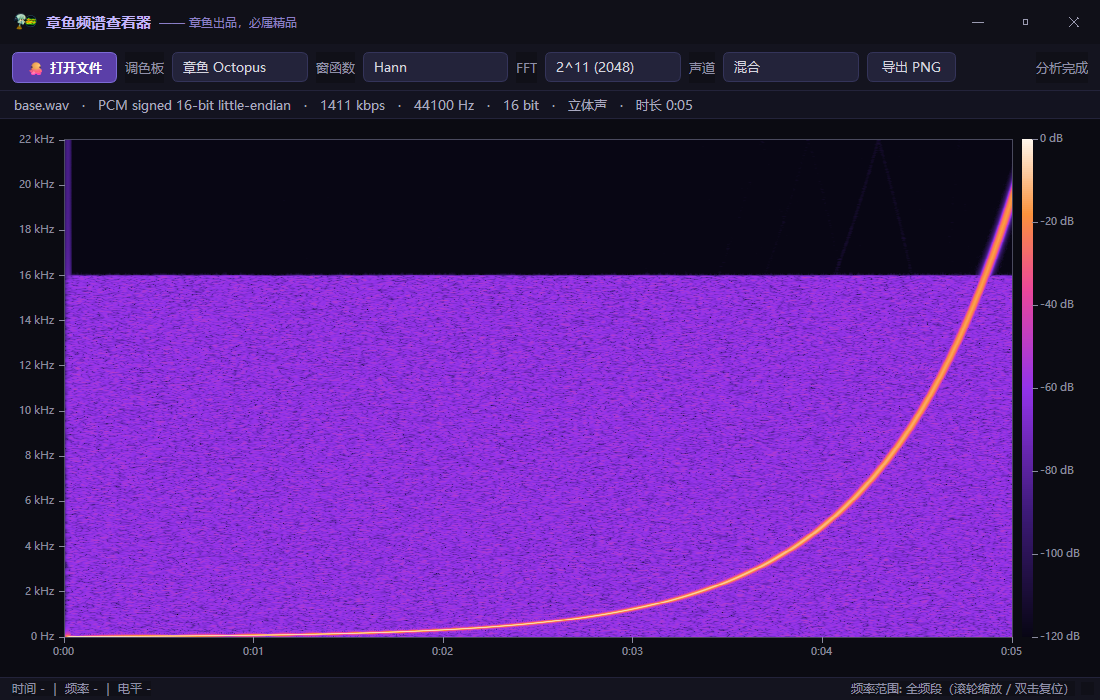 章鱼频谱查看器 —— 章鱼出品，必属精品
打开文件 调色板 章鱼 Octopus 窗函数 Hann FFT 2^11 (2048) 声道 混合 导出 PNG 分析完成
base.wav · PCM signed 16-bit little-endian · 1411 kbps · 44100 Hz · 16 bit · 立体声 · 时长 0:05
22 kHz
20 kHz
18 kHz
16 kHz
14 kHz
12 kHz
10 kHz
8 kHz
6 kHz
4 kHz
2 kHz
0 Hz
0:00 0:01 0:02 0:03 0:04 0:05
0 dB
-20 dB
-40 dB
-60 dB
-80 dB
-100 dB
-120 dB
时间 - | 频率 - | 电平 - 频率范围: 全频段（滚轮缩放 / 双击复位）